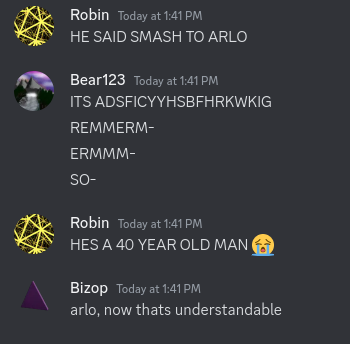 Robin Today at 1:41 PM
HE SAID SMASH TO ARLO
Bear123 Today at 1:41 PM
ITS ADSFICYYHSBFHRKWKIG
REMMERM-
ERMMM-
SO-
Robin Today at 1:41 PM
HES A 40 YEAR OLD MAN 😭
Bizop Today at 1:41 PM
arlo, now thats understandable